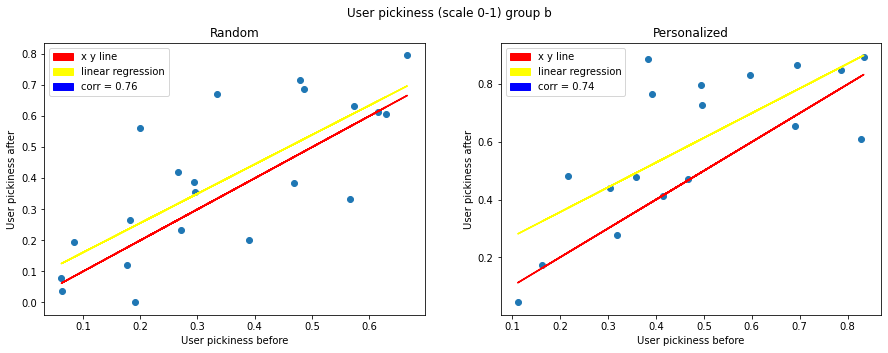 User pickiness (scale 0-1) group b
Random
x y line
linear regression
corr = 0.76
User pickiness after
0.8
0.7
0.6
0.5
0.4
0.3
0.2
0.1
0.0
0.1 0.2 0.3 0.4 0.5 0.6
User pickiness before
Personalized
x y line
linear regression
corr = 0.74
User pickiness after
0.8
0.6
0.4
0.2
0.1 0.2 0.3 0.4 0.5 0.6 0.7 0.8
User pickiness before